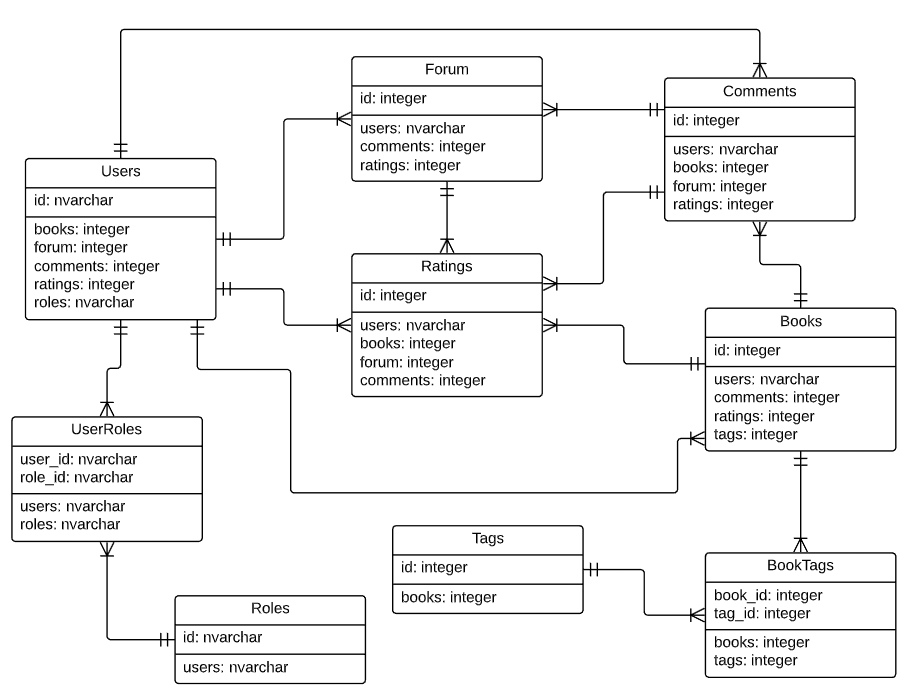 Forum
id: integer
users: nvarchar
comments: integer
ratings: integer
Comments
id: integer
users: nvarchar
books: integer
forum: integer
ratings: integer
Users
id: nvarchar
books: integer
forum: integer
comments: integer
ratings: integer
roles: nvarchar
Ratings
id: integer
users: nvarchar
books: integer
forum: integer
comments: integer
Books
id: integer
users: nvarchar
comments: integer
ratings: integer
tags: integer
UserRoles
user_id: nvarchar
role_id: nvarchar
users: nvarchar
roles: nvarchar
Tags
id: integer
books: integer
BookTags
book_id: integer
tag_id: integer
books: integer
tags: integer
Roles
id: nvarchar
users: nvarchar